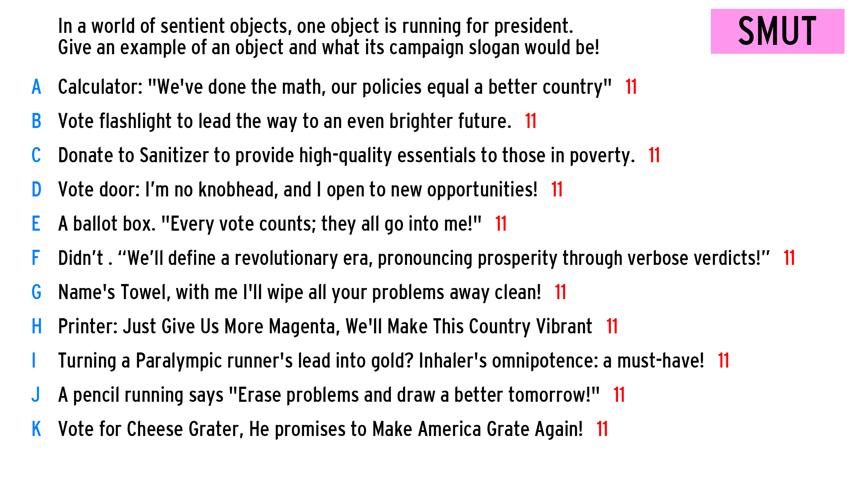 In a world of sentient objects, one object is running for president.
SMUT
Give an example of an object and what its campaign slogan would be!
A Calculator: "We've done the math, our policies equal a better country" 11
B Vote flashlight to lead the way to an even brighter future. 11
C Donate to Sanitizer to provide high-quality essentials to those in poverty. 11
D Vote door: I’m no knobhead, and I open to new opportunities! 11
E A ballot box. "Every vote counts; they all go into me!" 11
F Didn’t . “We’ll define a revolutionary era, pronouncing prosperity through verbose verdicts!” 11
G Name's Towel, with me I'll wipe all your problems away clean! 11
H Printer: Just Give Us More Magenta, We'll Make This Country Vibrant 11
I Turning a Paralympic runner's lead into gold? Inhaler's omnipotence: a must-have! 11
J A pencil running says "Erase problems and draw a better tomorrow!" 11
K Vote for Cheese Grater, He promises to Make America Grate Again! 11